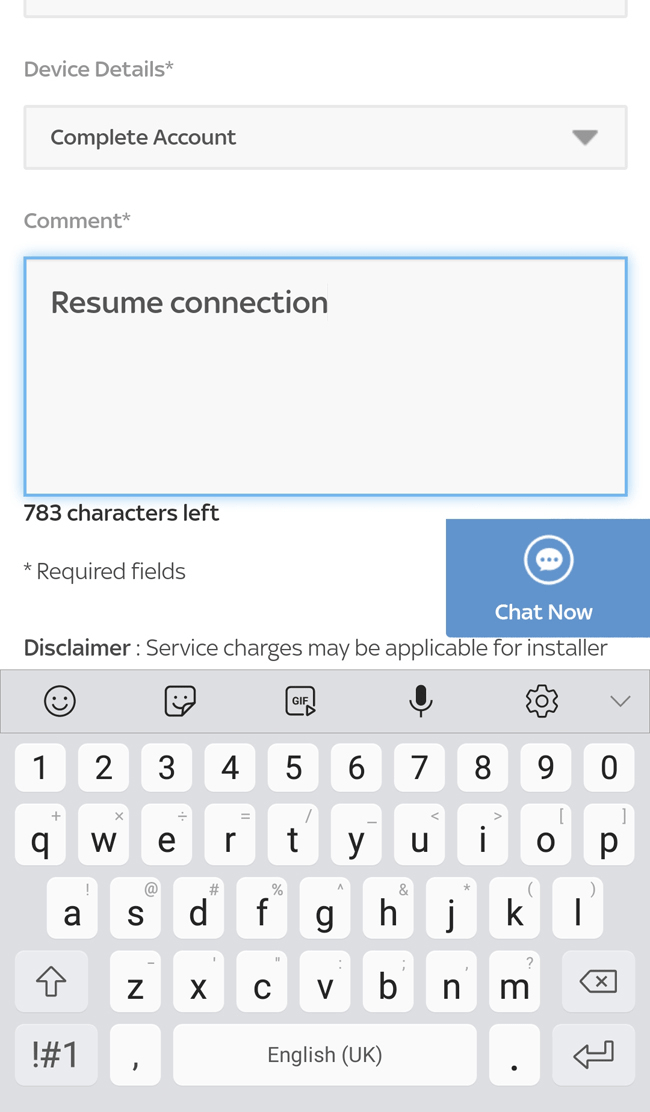 Device Details*
Complete Account
Comment*
Resume connection
783 characters left
* Required fields
Chat Now
Disclaimer : Service charges may be applicable for installer
GIF
1 2 3 4 5 6 7 8 9 0
+ × ÷ = / _ < > [ ]
q w e r t y u i o p
! @ # % ^ & * ( )
a s d f g h j k l
- ' " : ; , ?
z x c v b n m
!#1 , English (UK) .